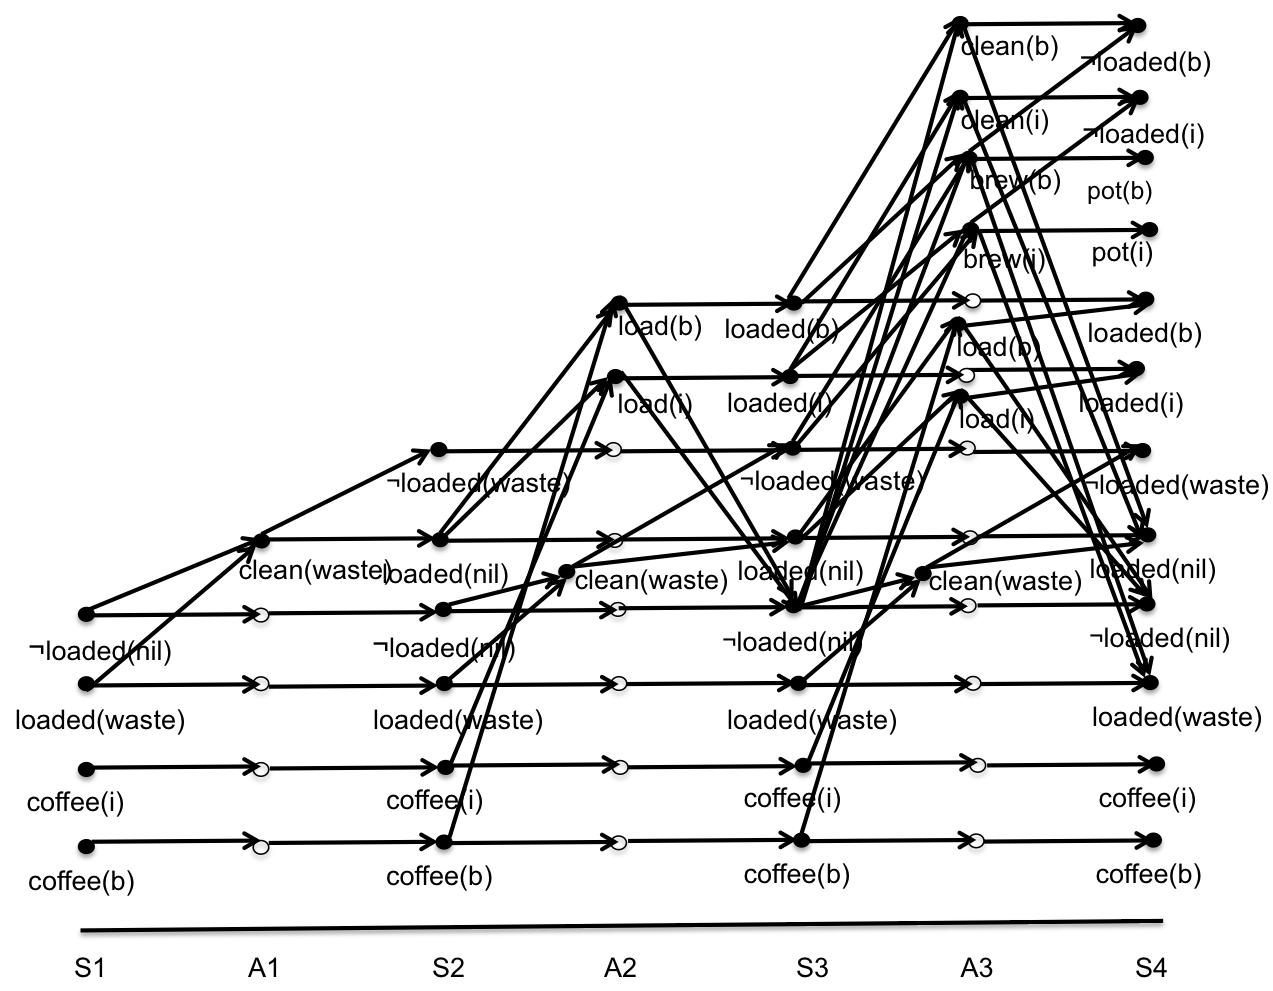 clean(b)
¬loaded(b)
clean(i)
¬loaded(i)
brew(b)
pot(b)
brew(i)
pot(i)
load(b)
loaded(b)
load(b)
loaded(b)
load(i)
loaded(i)
load(i)
loaded(i)
¬loaded(waste)
¬loaded(waste)
¬loaded(waste)
clean(waste)
loaded(nil)
clean(waste)
loaded(nil)
clean(waste)
loaded(nil)
¬loaded(nil)
¬loaded(nil)
¬loaded(nil)
¬loaded(nil)
loaded(waste)
loaded(waste)
loaded(waste)
loaded(waste)
coffee(i)
coffee(i)
coffee(i)
coffee(i)
coffee(b)
coffee(b)
coffee(b)
coffee(b)
S1 A1 S2 A2 S3 A3 S4